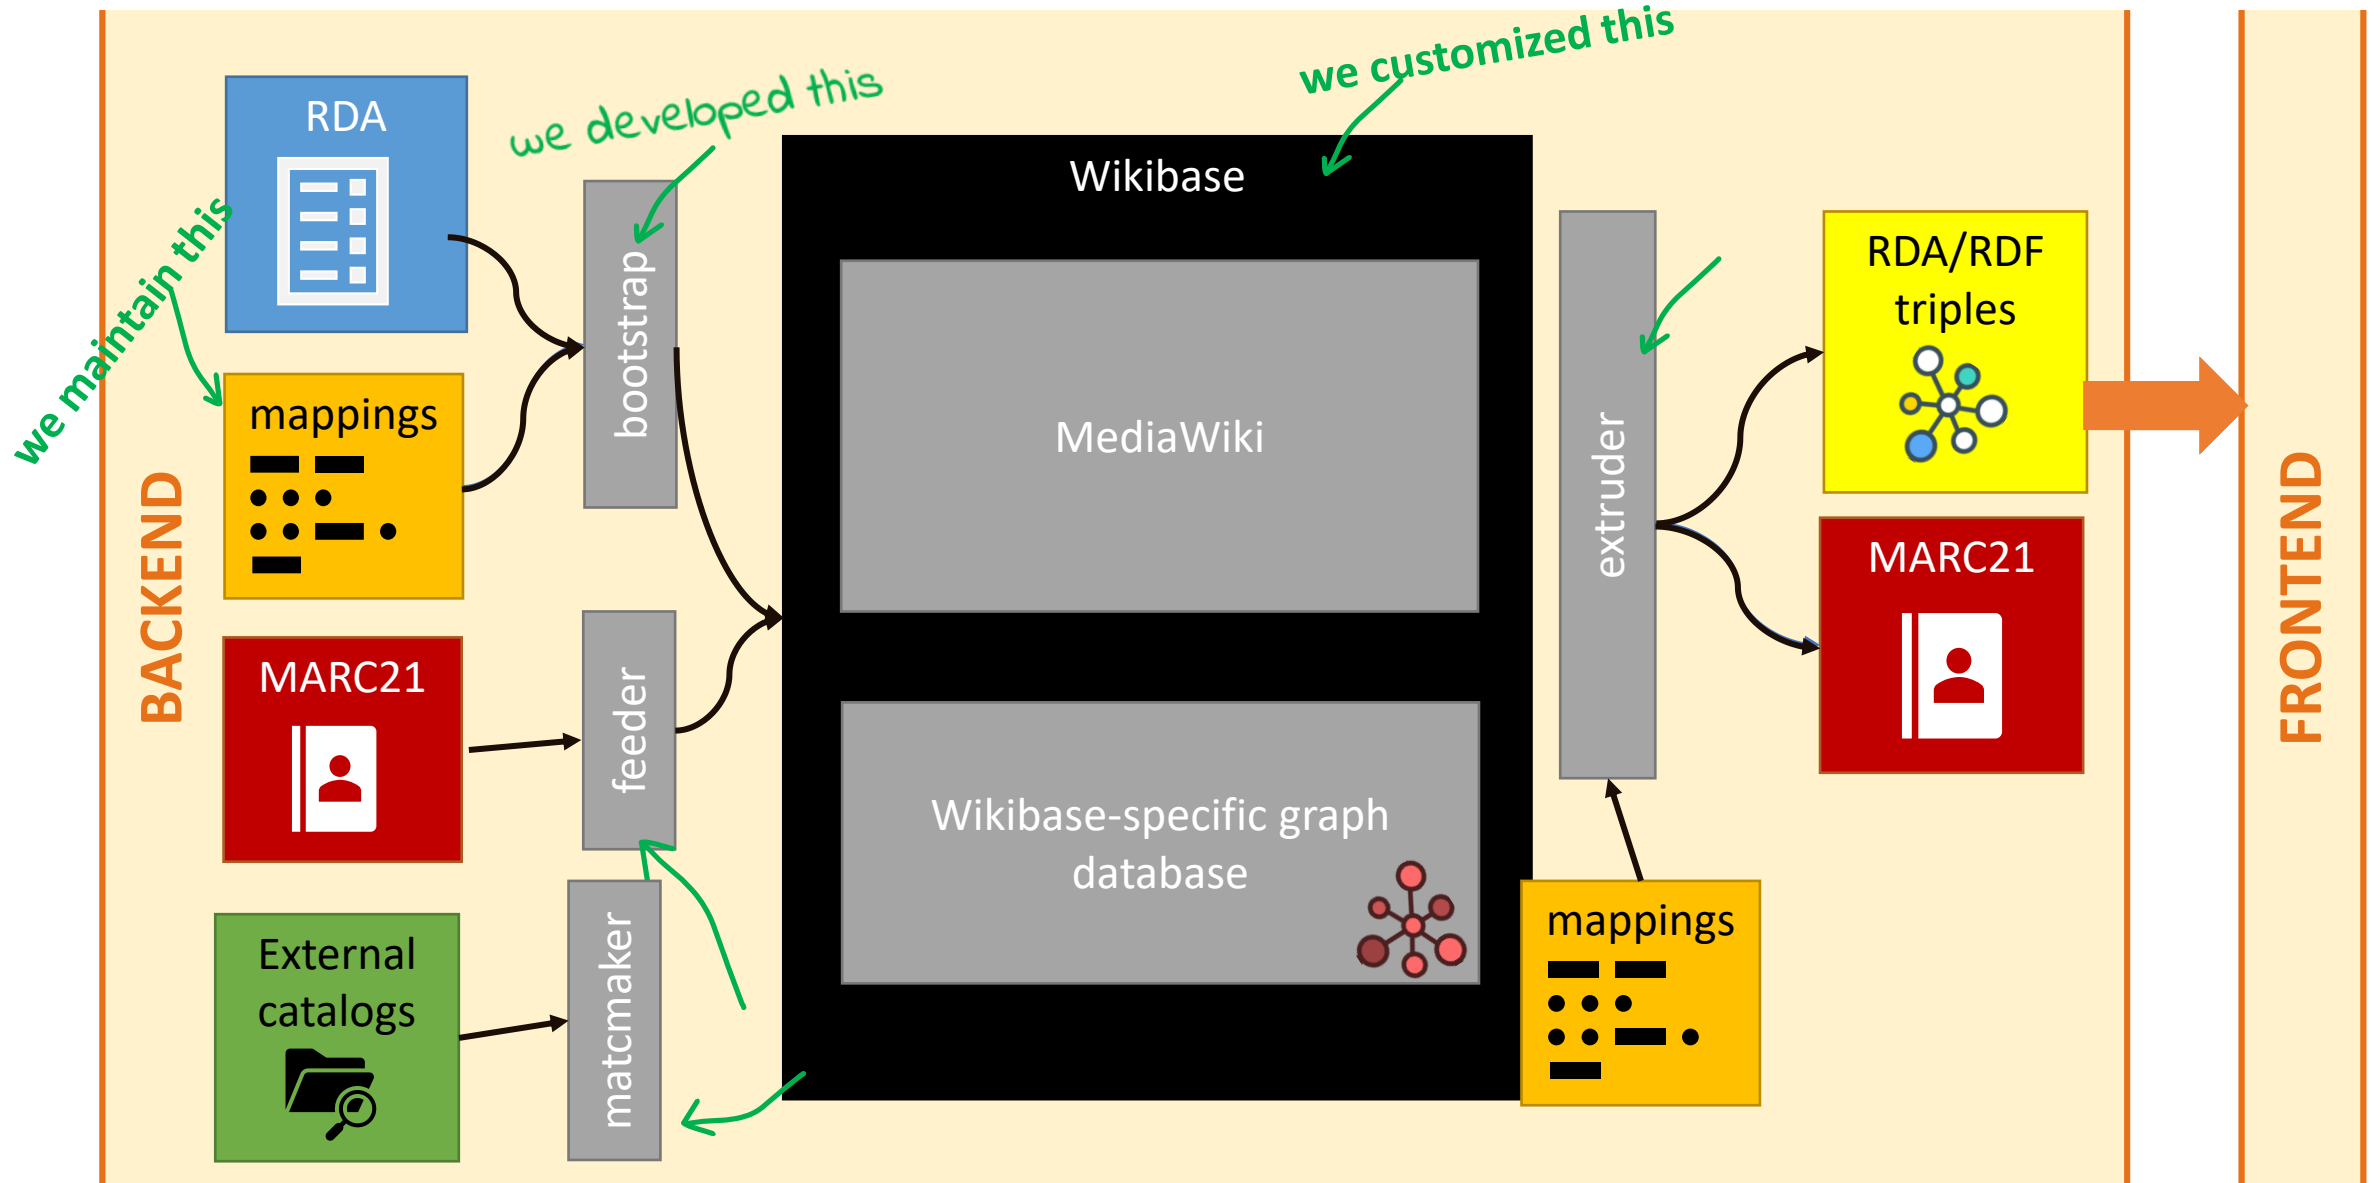 we customized this
we developed this
we maintain this
RDA
mappings
BACKEND
MARC21
External
catalogs
bootstrap
feeder
matcmaker
Wikibase
MediaWiki
Wikibase-specific graph
database
extruder
mappings
RDA/RDF
triples
MARC21
FRONTEND